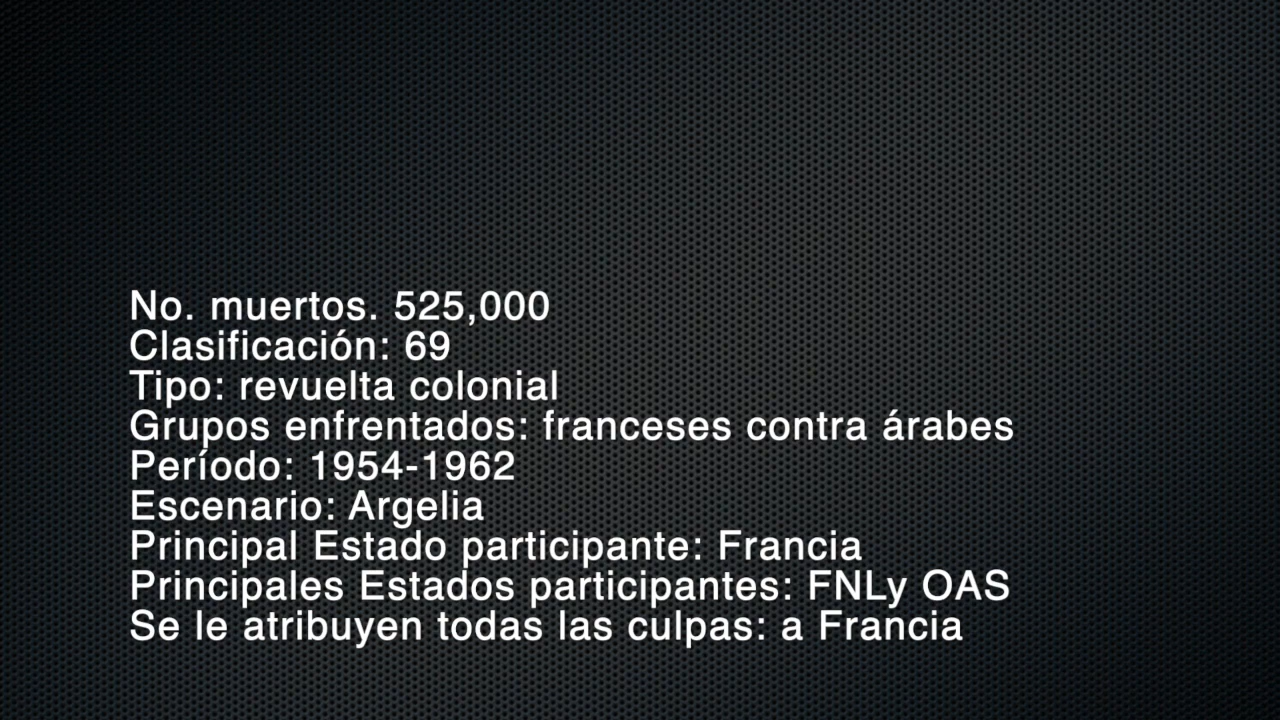 No. muertos. 525,000
Clasificación: 69
Tipo: revuelta colonial
Grupos enfrentados: franceses contra árabes
Período: 1954-1962
Escenario: Argelia
Principal Estado participante: Francia
Principales Estados participantes: FNLy OAS
Se le atribuyen todas las culpas: a Francia